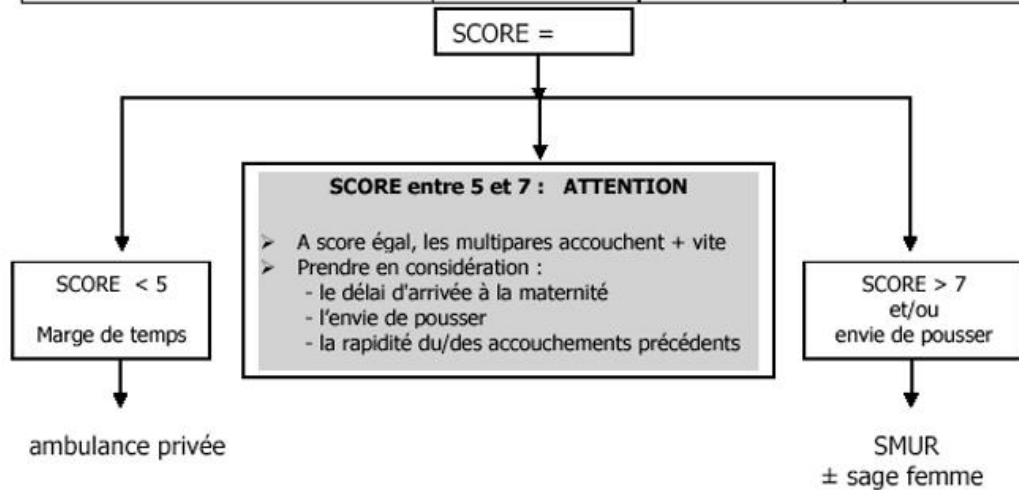 SCORE =
SCORE entre 5 et 7 : ATTENTION
➢ A score égal, les multipares accouchent + vite
➢ Prendre en considération :
- le délai d'arrivée à la maternité
- l'envie de pousser
- la rapidité du/des accouchements précédents
SCORE < 5
Marge de temps
SCORE > 7
et/ou
envie de pousser
ambulance privée
SMUR
± sage femme